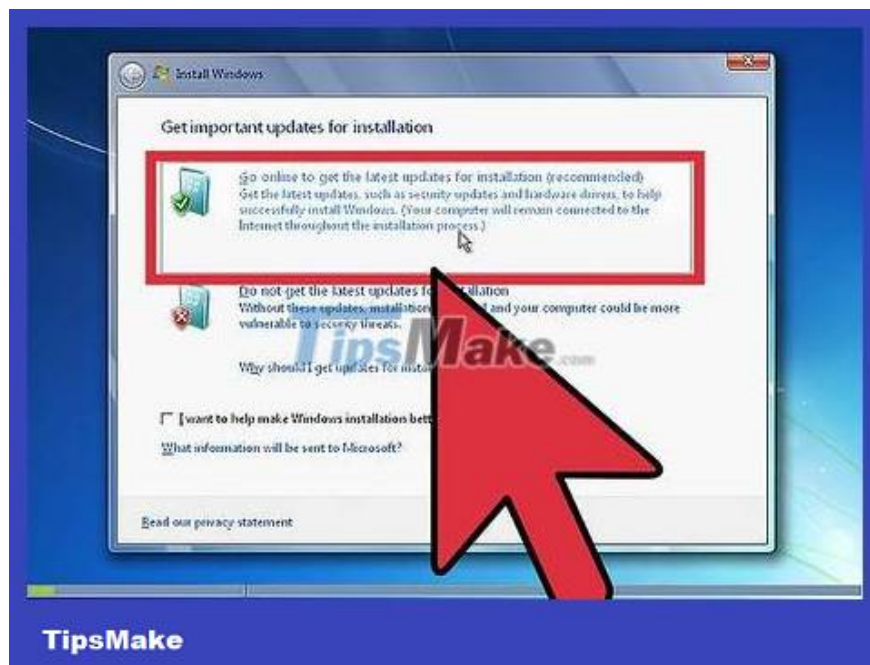 Install Windows
Get important updates for installation
Go online to get the latest updates for installation (recommended)
Get the latest updates, such as security updates and hardware drivers, to help
successfully install Windows. (Your computer will remain connected to the
Internet throughout the installation process.)
Do not get the latest updates fo allation
Without these updates, installation and your computer could be more
vulnerable to security threats.
TipsMake.com
Why should I get updates for insta
I want to help make Windows installation bett
What information will be sent to Microsoft?
Read our privacy statement
TipsMake